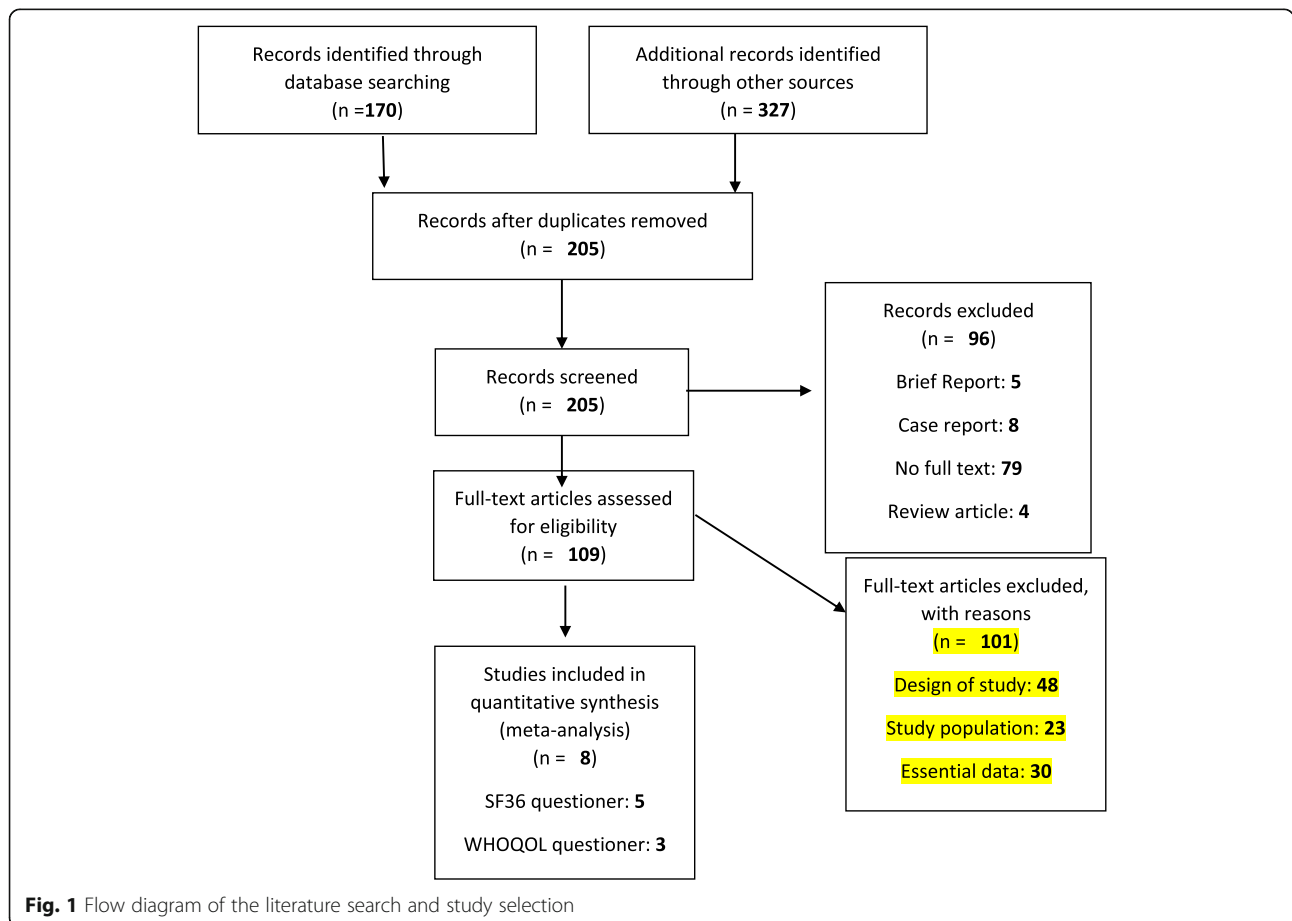 Records identified through
database searching
(n =170)
Additional records identified
through other sources
(n = 327)
Records after duplicates removed
(n = 205)
Records screened
(n = 205)
Records excluded
(n = 96)
Brief Report: 5
Case report: 8
No full text: 79
Review article: 4
Full-text articles assessed
for eligibility
(n = 109)
Full-text articles excluded,
with reasons
(n = 101)
Design of study: 48
Study population: 23
Essential data: 30
Studies included in
quantitative synthesis
(meta-analysis)
(n = 8)
SF36 questioner: 5
WHOQOL questioner: 3
Fig. 1 Flow diagram of the literature search and study selection